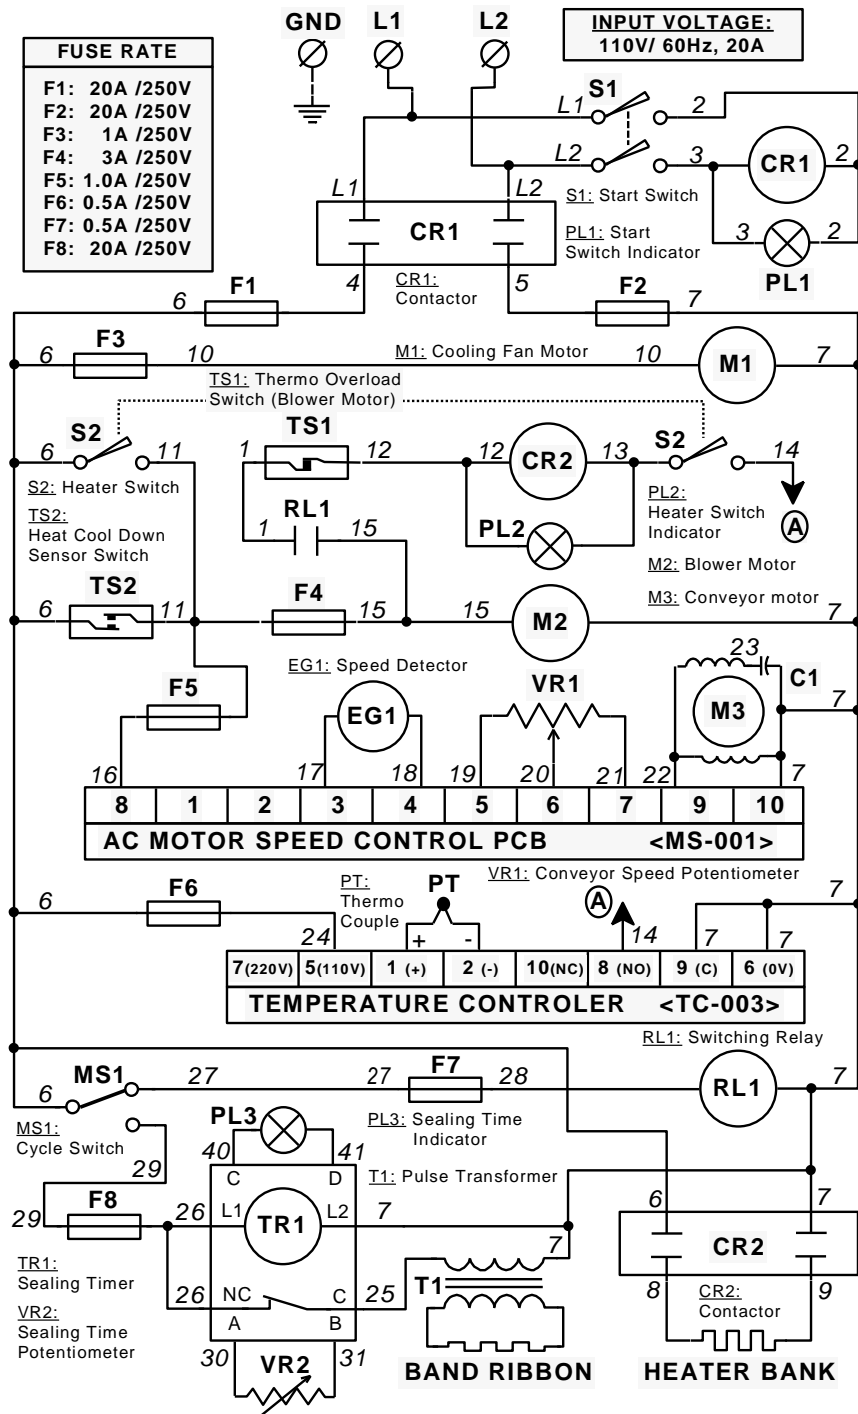 GND L1 L2
INPUT VOLTAGE:
110V/ 60Hz, 20A
FUSE RATE
F1: 20A /250V
F2: 20A /250V
F3: 1A /250V
F4: 3A /250V
F5: 1.0A /250V
F6: 0.5A /250V
F7: 0.5A /250V
F8: 20A /250V
S1
L1 2
L2 3 CR1 2
S1: Start Switch
L1 L2
CR1
PL1: Start
Switch Indicator
3 2
PL1
4 5
CR1:
Contactor
6 F1 F2 7
6 F3 10 M1: Cooling Fan Motor 10 M1 7
TS1: Thermo Overload
Switch (Blower Motor)
6 S2 11 1 TS1 12 12 CR2 13 S2 14
S2: Heater Switch
TS2:
Heat Cool Down
Sensor Switch
1 RL1 15 PL2
PL2:
Heater Switch
Indicator
A
M2: Blower Motor
M3: Conveyor motor
6 TS2 11 F4 15 15 M2 7
EG1: Speed Detector
F5 EG1 VR1 23 C1 M3 7
16 17 18 19 20 21 22 7
8 1 2 3 4 5 6 7 9 10
AC MOTOR SPEED CONTROL PCB <MS-001>
6 F6 24
PT:
Thermo
Couple
PT
+ -
VR1: Conveyor Speed Potentiometer
A 14 7 7 7
7(220V) 5(110V) 1 (+) 2 (-) 10(NC) 8 (NO) 9 (C) 6 (0V)
TEMPERATURE CONTROLER <TC-003>
RL1: Switching Relay
6 MS1 27 27 F7 28 RL1 7
MS1:
Cycle Switch
29
PL3
40 41
C D
PL3: Sealing Time
Indicator
T1: Pulse Transformer
29 F8 26 L1 TR1 L2 7
6 7
CR2
8 9
CR2:
Contactor
TR1:
Sealing Timer
VR2:
Sealing Time
Potentiometer
26 NC C 25 T1 7
A B
30 VR2 31
BAND RIBBON
HEATER BANK